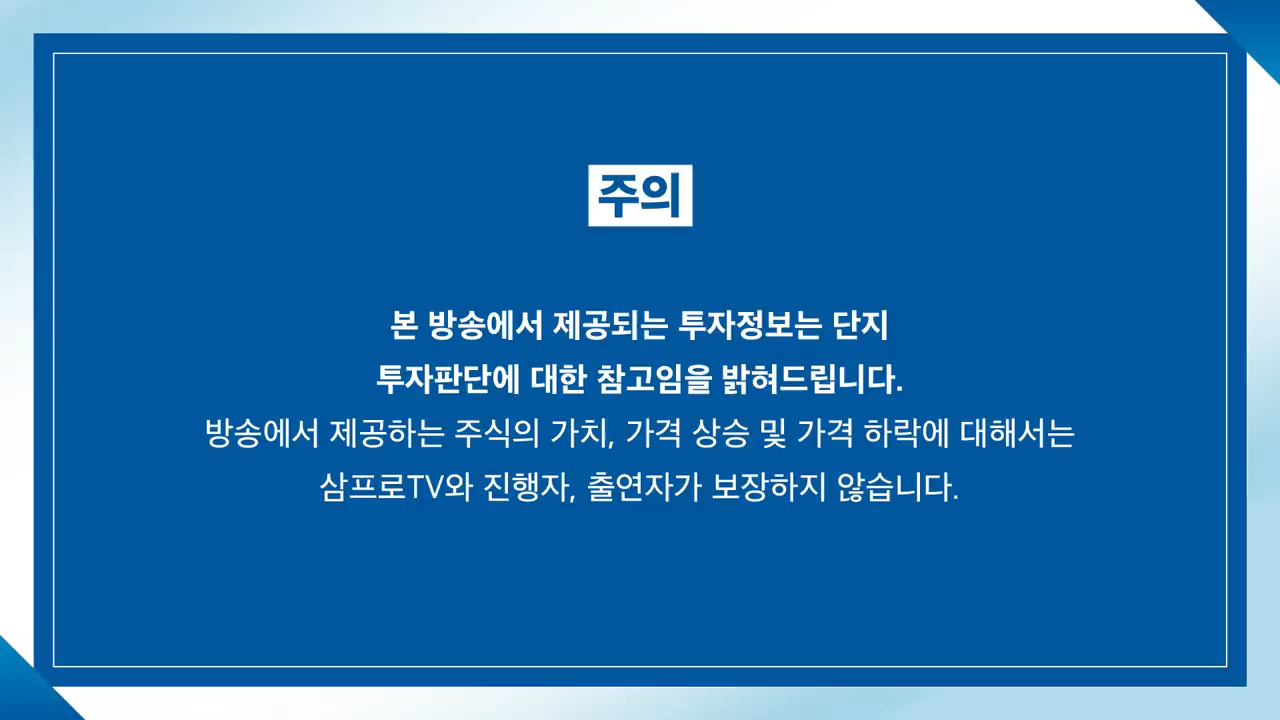 주의
본 방송에서 제공되는 투자정보는 단지
투자판단에 대한 참고임을 밝혀드립니다.
방송에서 제공하는 주식의 가치, 가격 상승 및 가격 하락에 대해서는
삼프로TV와 진행자, 출연자가 보장하지 않습니다.